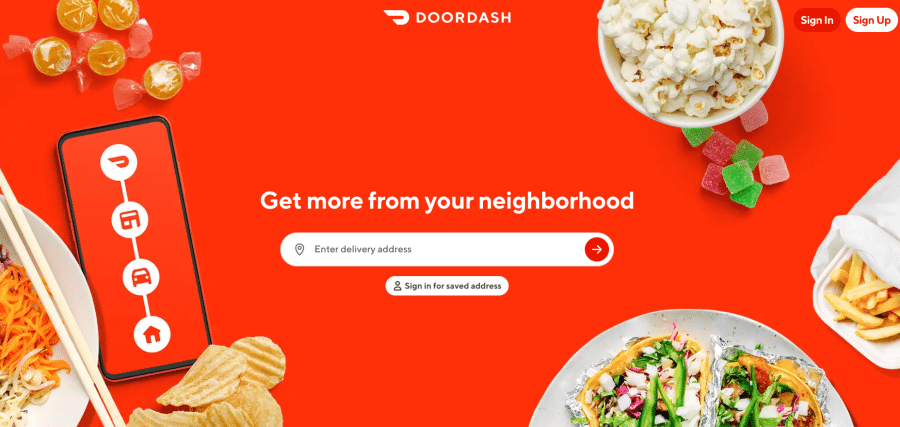 DOORDASH
Sign In
Sign Up
Get more from your neighborhood
Enter delivery address
Sign in for saved address